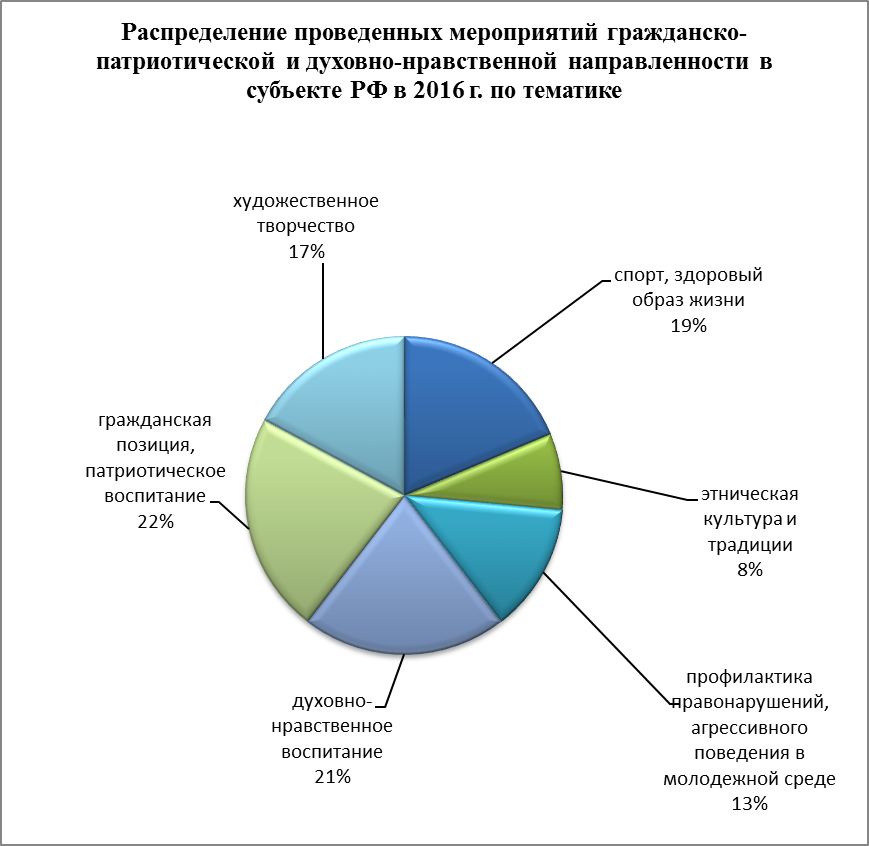 Распределение проведенных мероприятий гражданско-
патриотической и духовно-нравственной направленности в
субъекте РФ в 2016 г. по тематике
художественное
творчество
17%
спорт, здоровый
образ жизни
19%
гражданская
позиция,
патриотическое
воспитание
22%
этническая
культура и
традиции
8%
духовно-
нравственное
воспитание
21%
профилактика
правонарушений,
агрессивного
поведения в
молодежной среде
13%